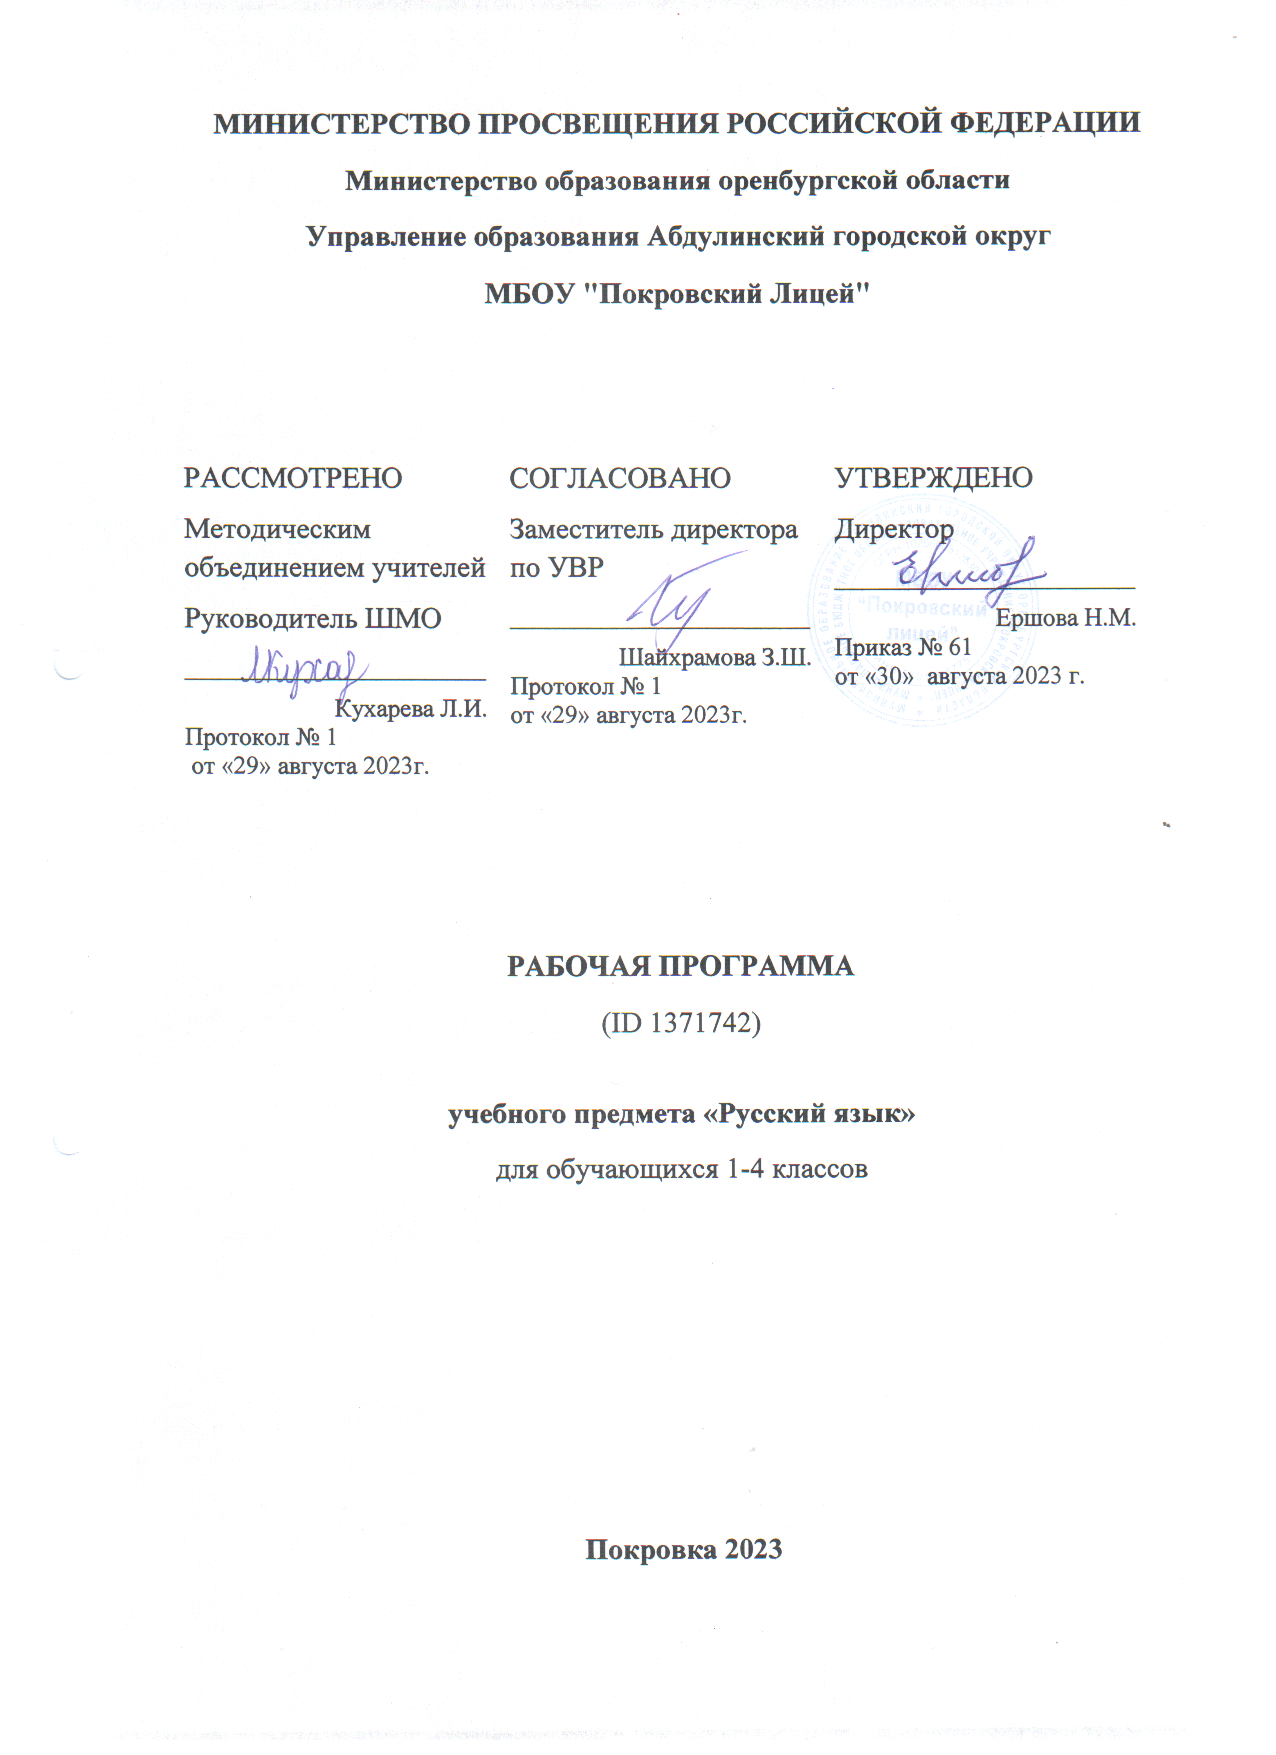 МИНИСТЕРСТВО ПРОСВЕЩЕНИЯ РОССИЙСКОЙ ФЕДЕРАЦИИ
Министерство образования оренбургской области
Управление образования Абдулинский городской округ
МБОУ "Покровский Лицей"
РАССМОТРЕНО
Методическим
объединением учителей
Руководитель ШМО
Кухарева Л.И.
Протокол № 1
от «29» августа 2023г.
СОГЛАСОВАНО
Заместитель директора
по УВР
Шайхрамова З.Ш.
Протокол № 1
от «29» августа 2023г.
УТВЕРЖДЕНО
Директор
"Покровский
лицей"
Ершова Н.М.
Приказ № 61
от «30»  августа 2023 г.
РАБОЧАЯ ПРОГРАММА
(ID 1371742)
учебного предмета «Русский язык»
для обучающихся 1-4 классов
Покровка 2023